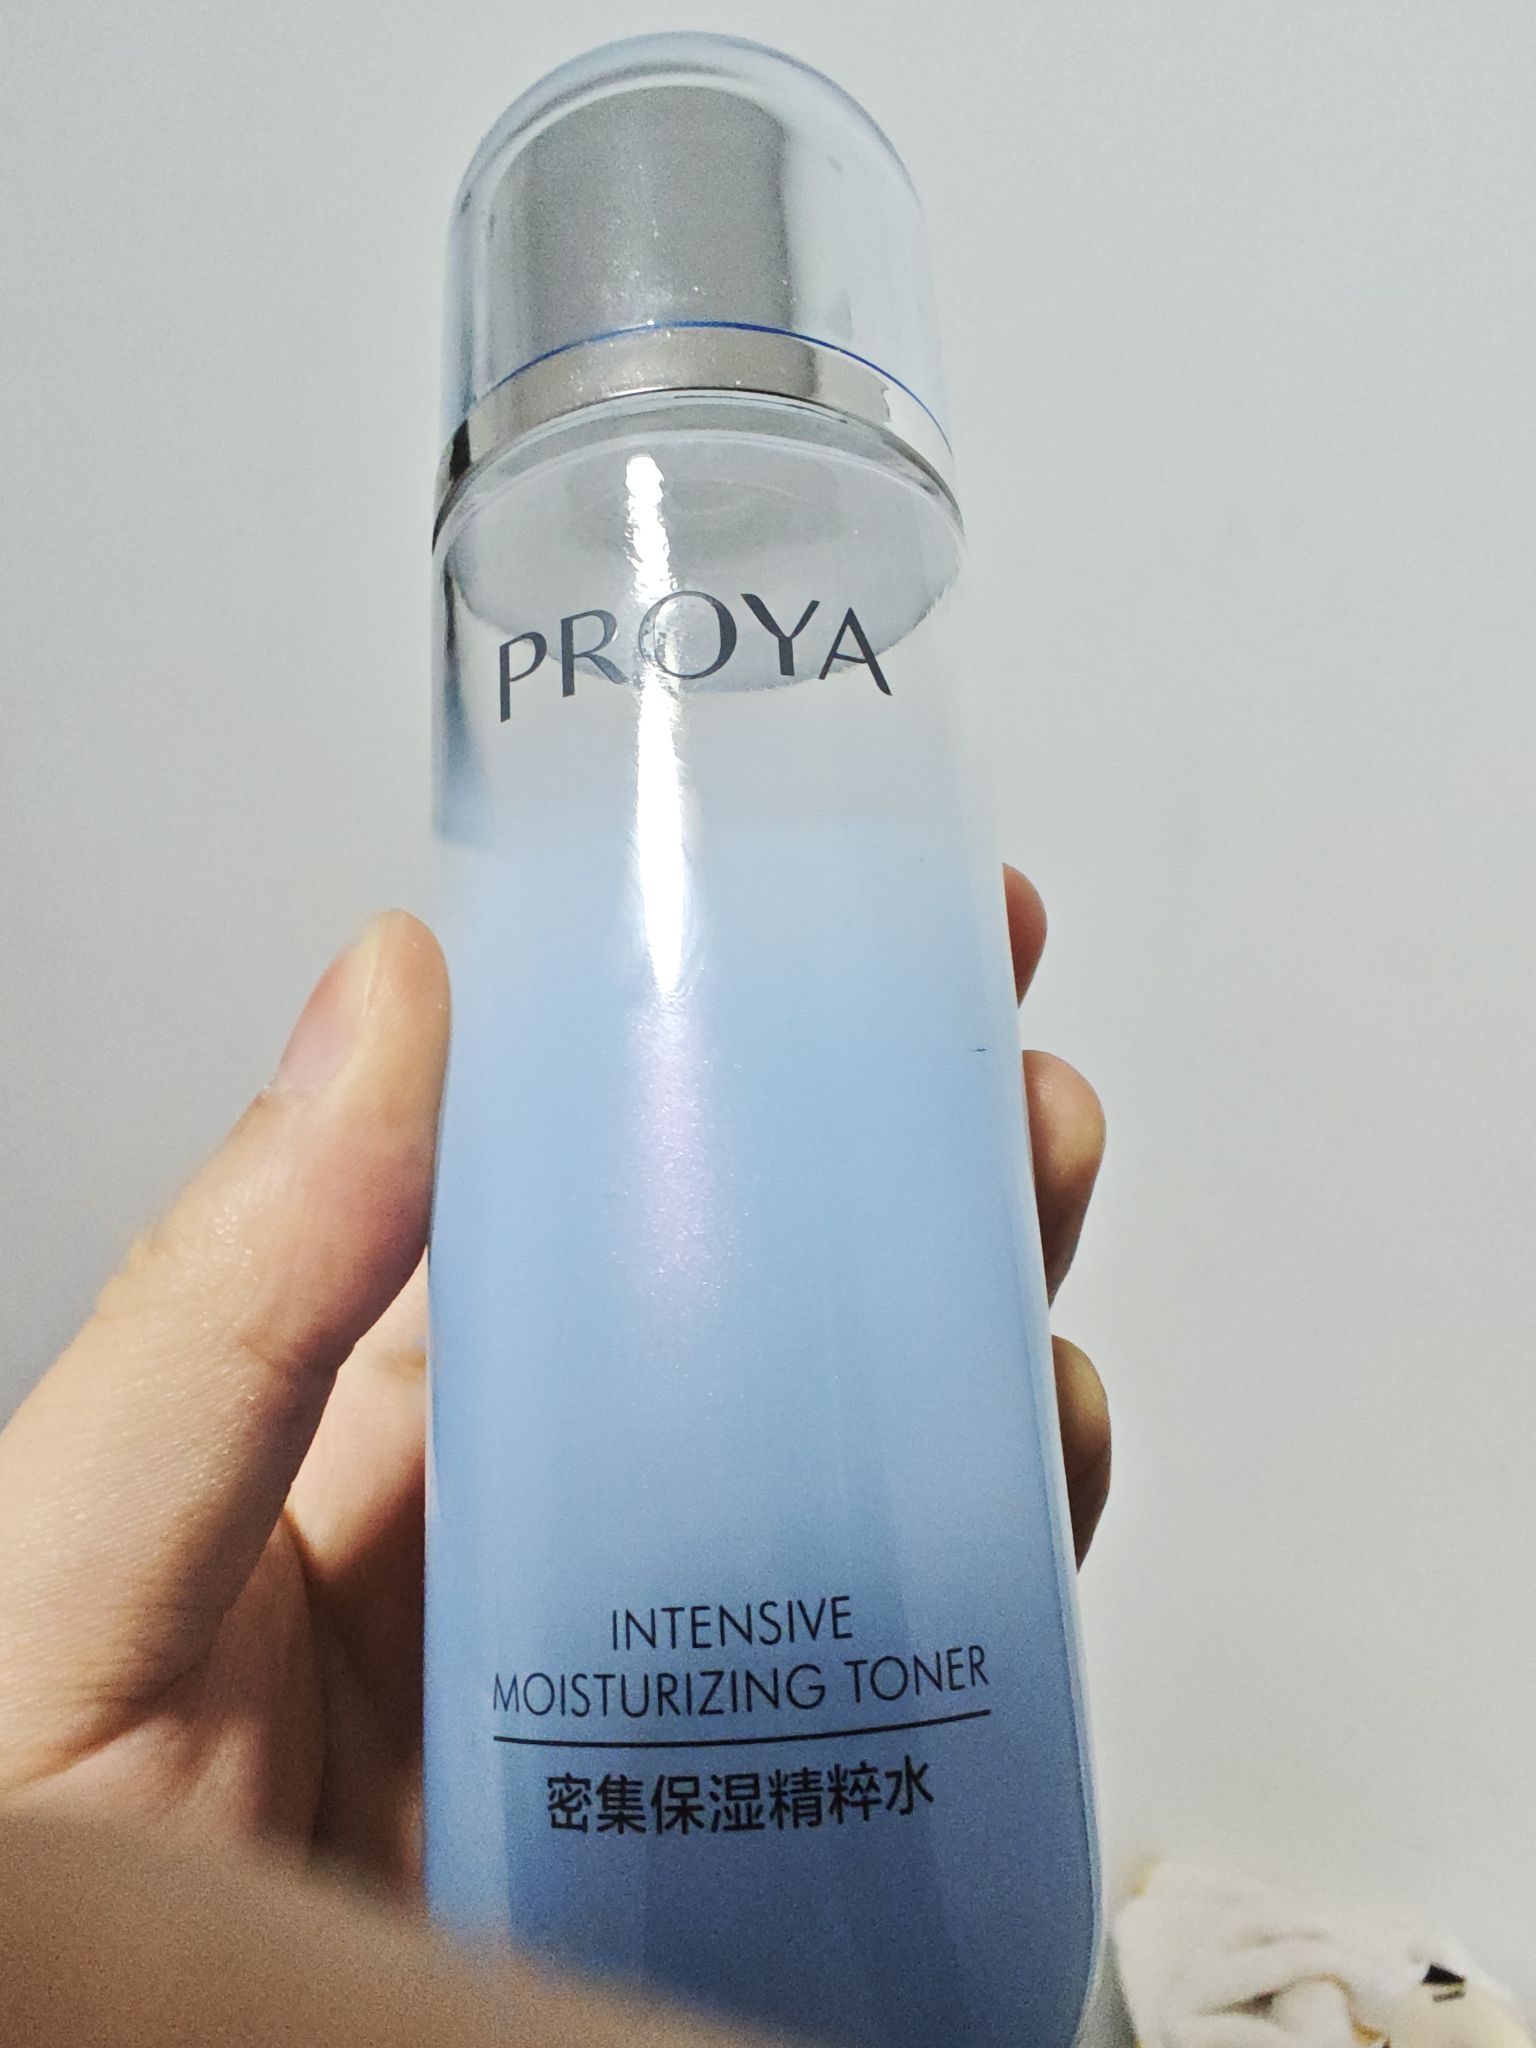 PROYA
INTENSIVE
MOISTURIZING TONER
密集保湿精粹水